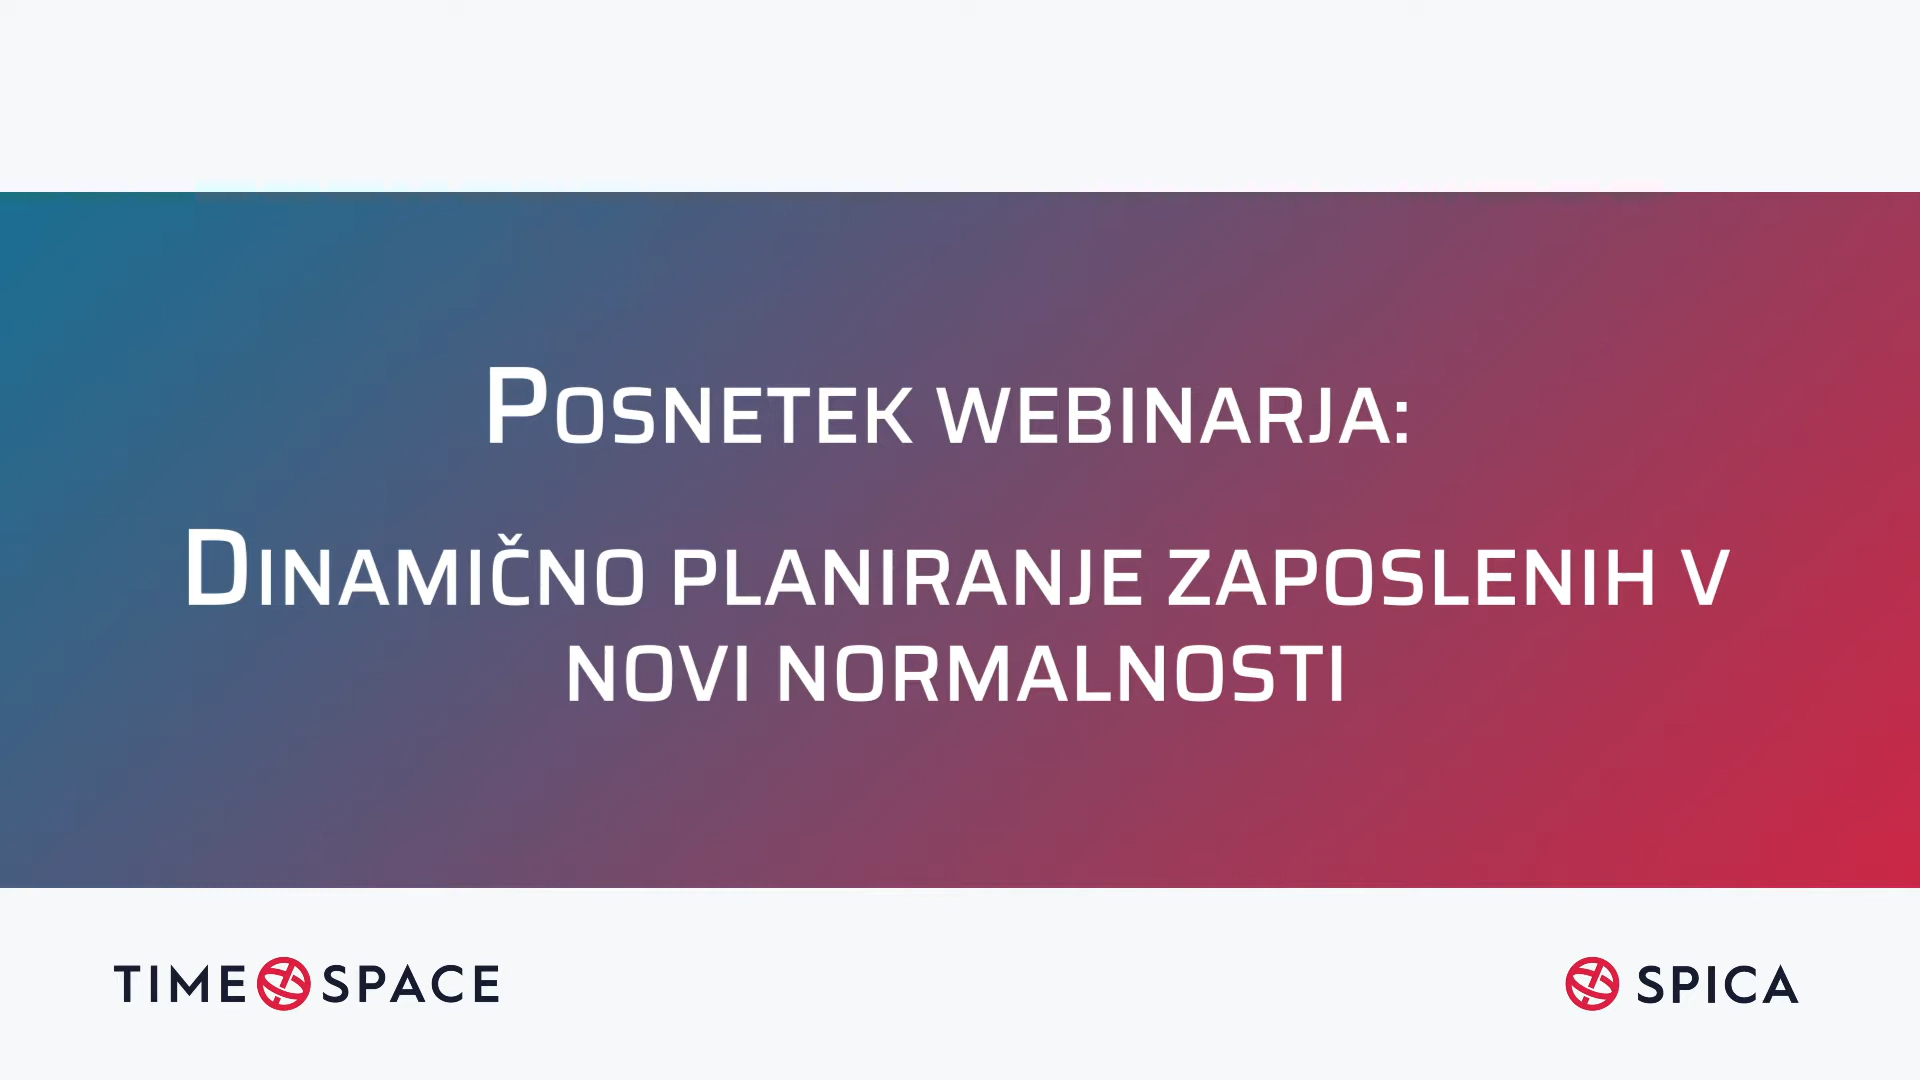 Posnetek webinarja:
Dinamično planiranje zaposlenih v
novi normalnosti
TIME SPACE
SPICA